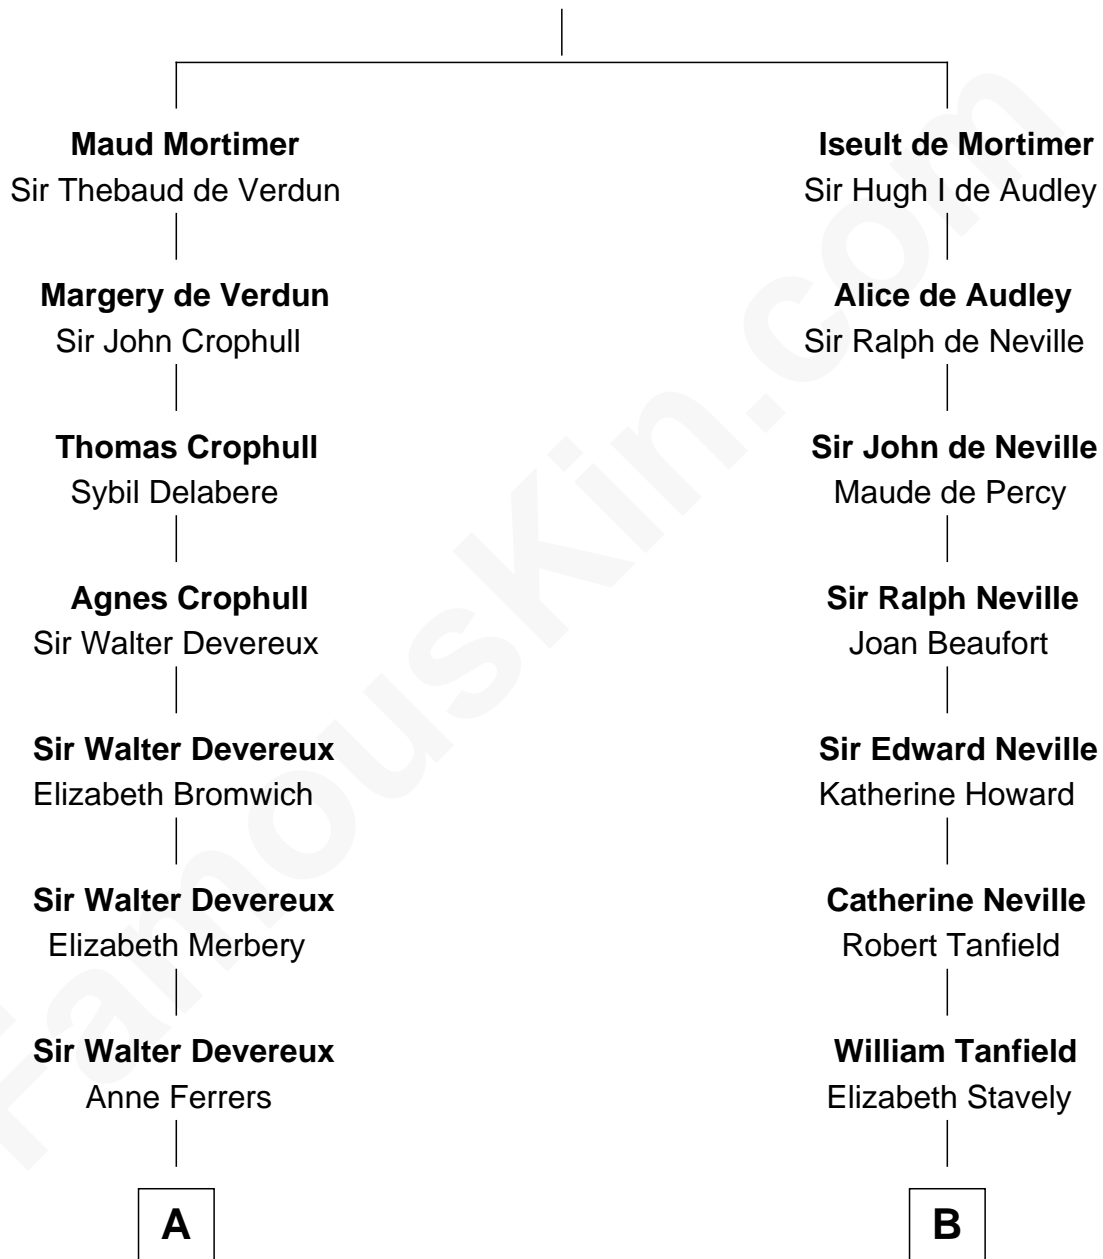 Maud Mortimer
Sir Thebaud de Verdun
Margery de Verdun
Sir John Crophull
Thomas Crophull
Sybil Delabere
Agnes Crophull
Sir Walter Devereux
Sir Walter Devereux
Elizabeth Bromwich
Sir Walter Devereux
Elizabeth Merbery
Sir Walter Devereux
Anne Ferrers
A
Iseult de Mortimer
Sir Hugh I de Audley
Alice de Audley
Sir Ralph de Neville
Sir John de Neville
Maude de Percy
Sir Ralph Neville
Joan Beaufort
Sir Edward Neville
Katherine Howard
Catherine Neville
Robert Tanfield
William Tanfield
Elizabeth Stavely
B
FamousKin.com